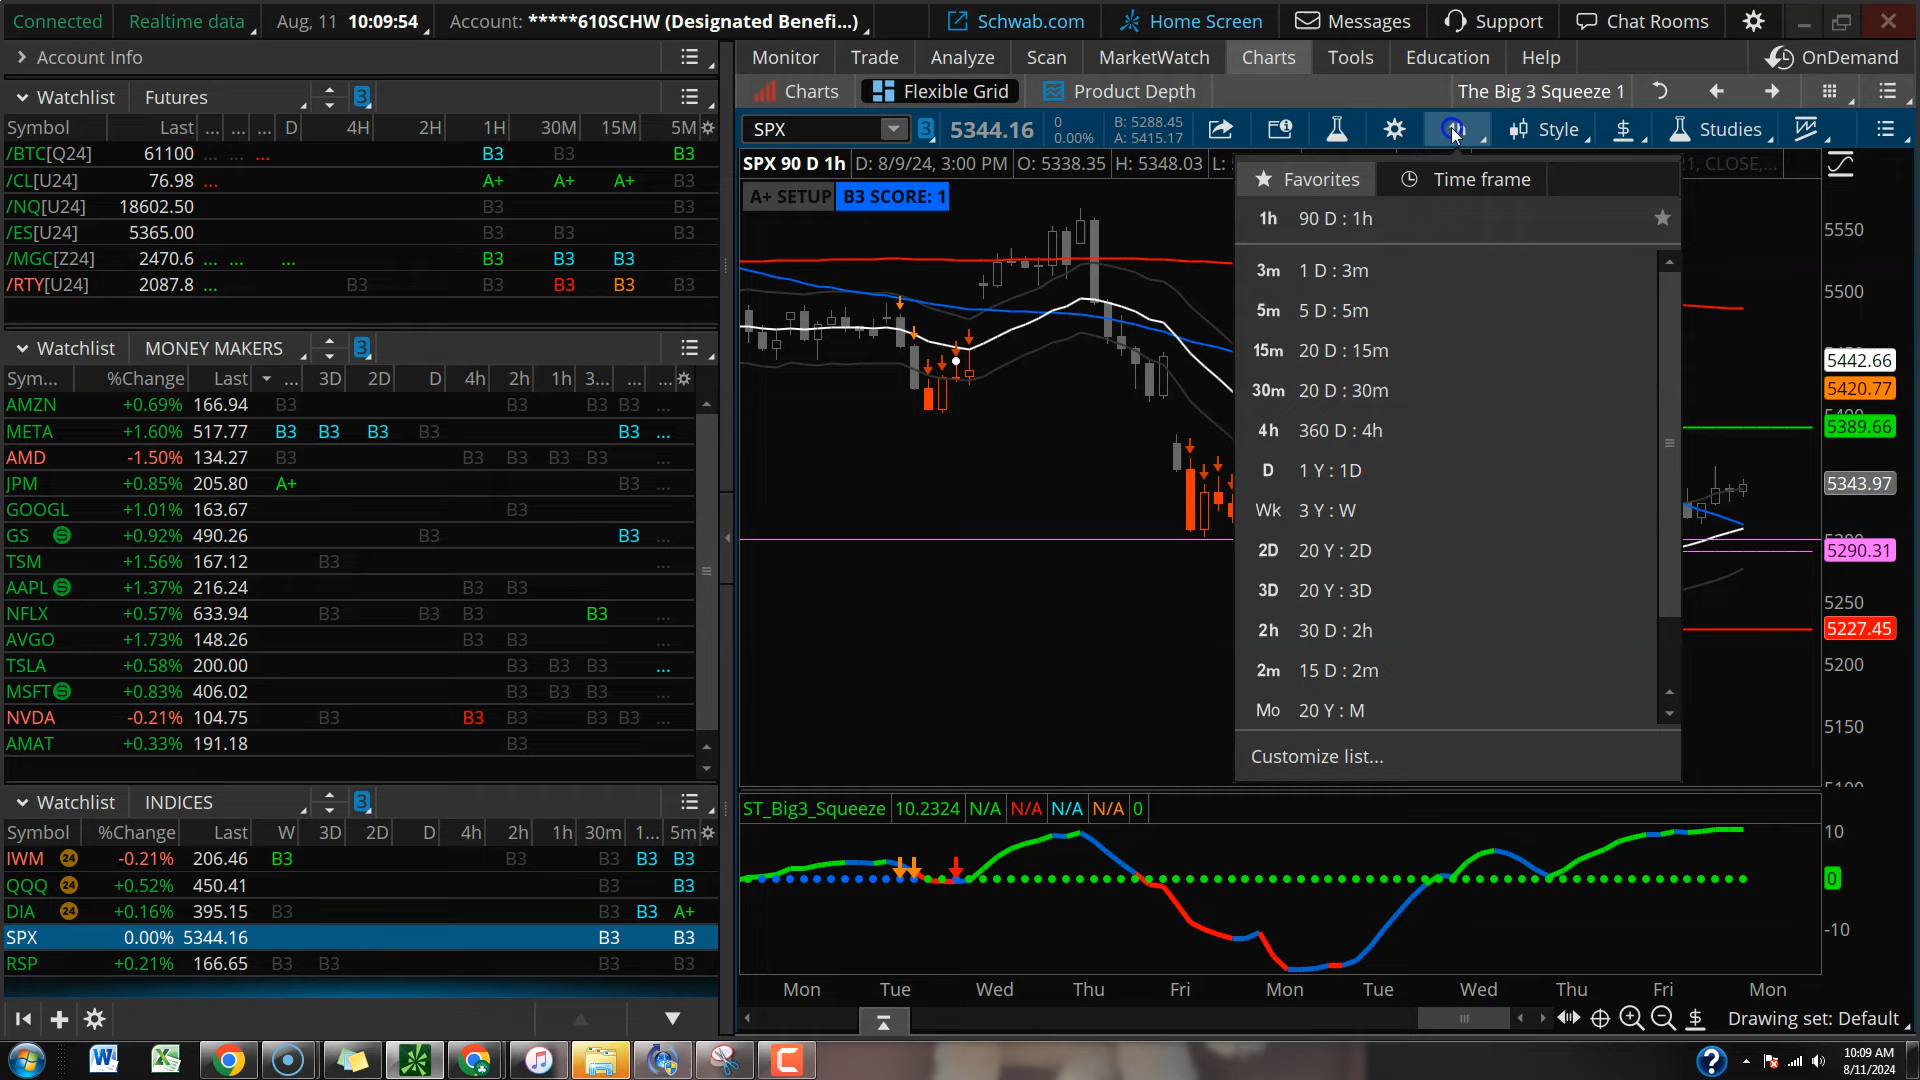 Connected Realtime data Aug, 11 10:09:54 Account: *****610SCHW (Designated Benefi...) Schwab.com Home Screen Messages Support Chat Rooms
Account Info
Monitor Trade Analyze Scan MarketWatch Charts Tools Education Help OnDemand
Charts Flexible Grid Product Depth The Big 3 Squeeze 1
Watchlist Futures 3
Symbol Last ... ... ... D 4H 2H 1H 30M 15M 5M
/BTC[Q24] 61100 ... ... ... B3 B3 B3
/CL[U24] 76.98 ... A+ A+ A+ B3
/NQ[U24] 18602.50 B3 B3
/ES[U24] 5365.00 B3 B3 B3
/MGC[Z24] 2470.6 ... ... ... B3 B3 B3
/RTY[U24] 2087.8 ... B3 B3 B3 B3 B3
Watchlist MONEY MAKERS 3
Sym... %Change Last ... 3D 2D D 4h 2h 1h 3... ... ...
AMZN +0.69% 166.94 B3 B3 B3 B3 ...
META +1.60% 517.77 B3 B3 B3 B3 B3 ...
AMD -1.50% 134.27 B3 B3 B3 B3 B3 ...
JPM +0.85% 205.80 A+ B3 ...
GOOGL +1.01% 163.67 B3 ...
GS +0.92% 490.26 B3 B3 ...
TSM +1.56% 167.12 B3 ...
AAPL +1.37% 216.24 B3 B3 ...
NFLX +0.57% 633.94 B3 B3 B3 B3 ...
AVGO +1.73% 148.26 B3 B3 ...
TSLA +0.58% 200.00 B3 B3 B3 ...
MSFT +0.83% 406.02 B3 B3 B3 ...
NVDA -0.21% 104.75 B3 B3 B3 B3 B3 ...
AMAT +0.33% 191.18 B3
Watchlist INDICES 3
Symbol %Change Last W 3D 2D D 4h 2h 1h 30m 1... 5m
IWM 24 -0.21% 206.46 B3 B3 B3 B3 B3
QQQ 24 +0.52% 450.41 B3 B3
DIA 24 +0.16% 395.15 B3 B3 B3 A+
SPX 0.00% 5344.16 B3 B3
RSP +0.21% 166.65 B3 B3 B3 B3
SPX 3 5344.16 0 0.00% B: 5288.45 A: 5415.17 Style Studies
SPX 90 D 1h D: 8/9/24, 3:00 PM O: 5338.35 H: 5348.03 L: 21, CLOSE,...
A+ SETUP B3 SCORE: 1
Favorites Time frame
1h 90 D : 1h
3m 1 D : 3m
5m 5 D : 5m
15m 20 D : 15m
30m 20 D : 30m
4h 360 D : 4h
D 1 Y : 1D
Wk 3 Y : W
2D 20 Y : 2D
3D 20 Y : 3D
2h 30 D : 2h
2m 15 D : 2m
Mo 20 Y : M
Customize list...
5550
5500
5442.66
5420.77
5389.66
5343.97
5290.31
5250
5227.45
5200
5150
ST_Big3_Squeeze 10.2324 N/A N/A N/A N/A 0
10
0
-10
Mon Tue Wed Thu Fri Mon Tue Wed Thu Fri Mon
Drawing set: Default
10:09 AM
8/11/2024